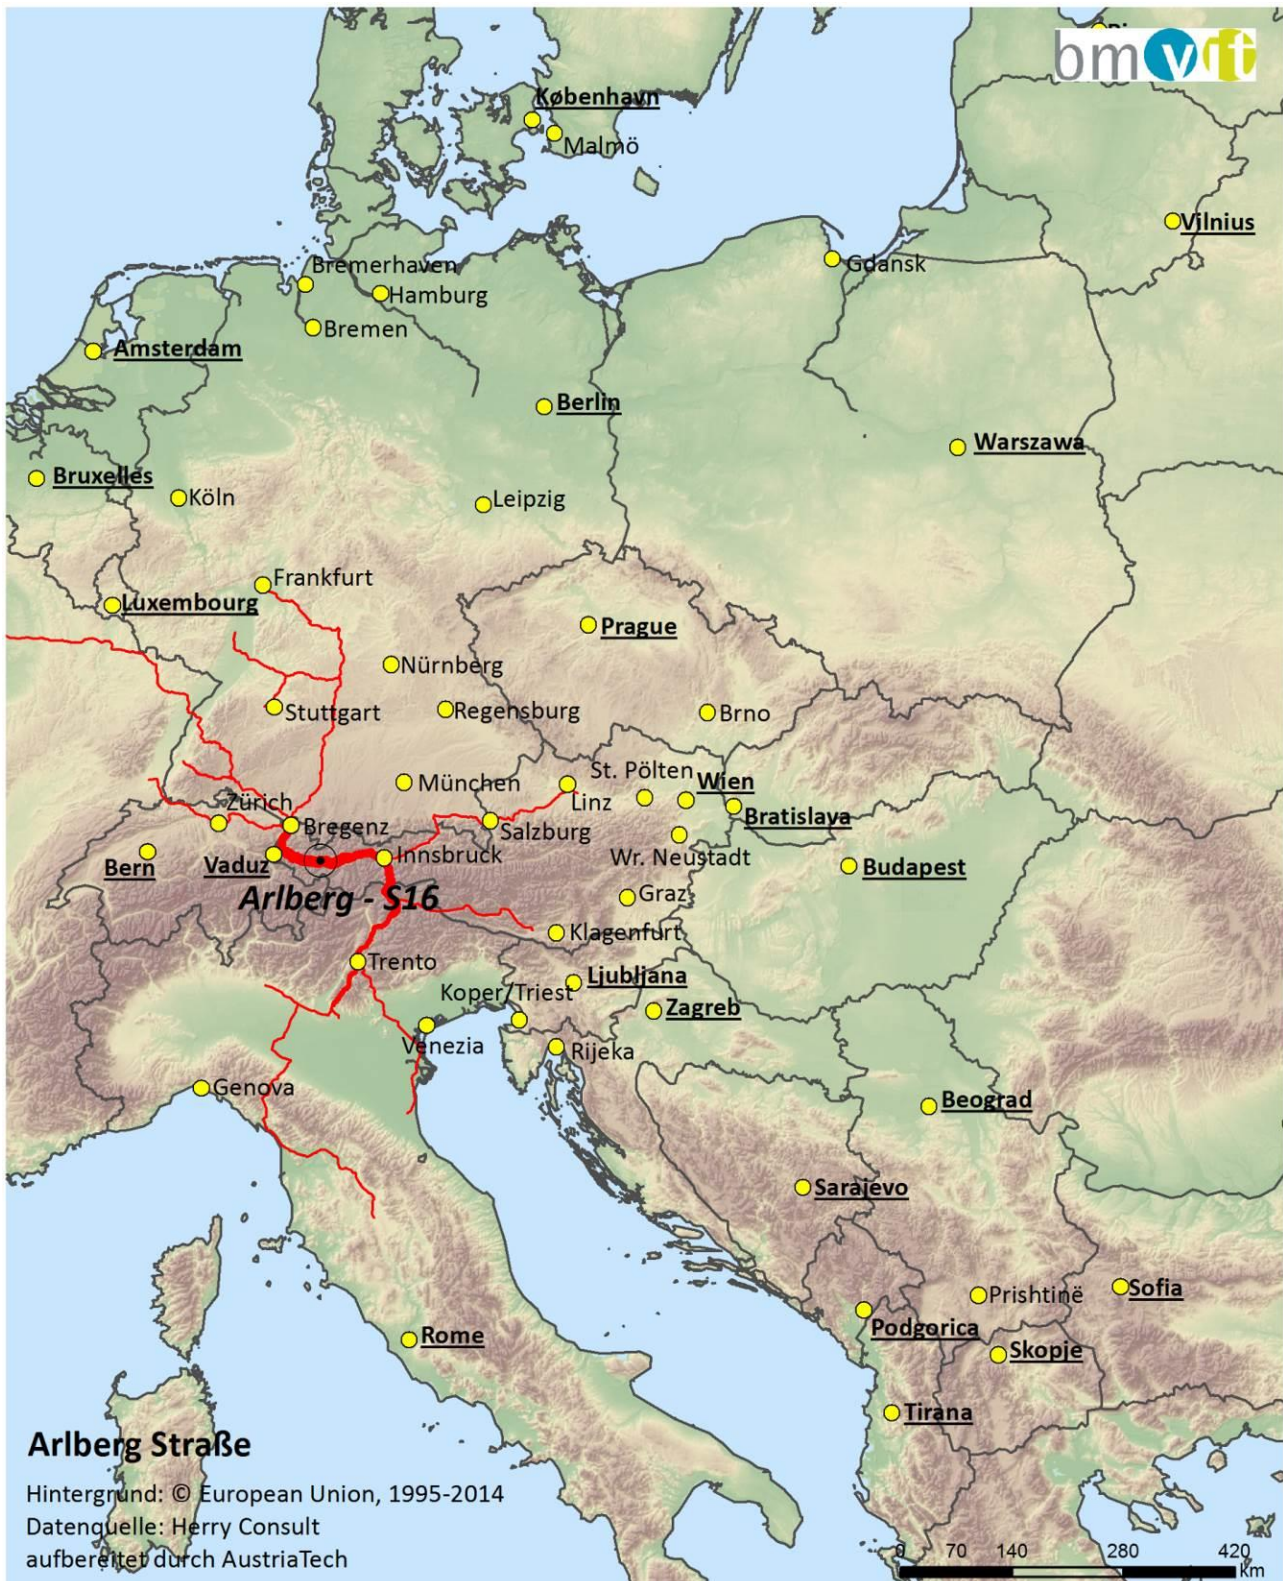 bmvit
København
Malmö
Vilnius
Gdansk
Bremerhaven
Hamburg
Bremen
Amsterdam
Berlin
Warszawa
Bruxelles
Köln
Leipzig
Frankfurt
Luxembourg
Prague
Nürnberg
Stuttgart
Regensburg
Brno
München
St. Pölten
Wien
Linz
Zürich
Bratislava
Bregenz
Salzburg
Wr. Neustadt
Bern
Vaduz
Innsbruck
Budapest
Arlberg - S16
Graz
Klagenfurt
Trento
Ljubljana
Koper/Triest
Zagreb
Venezia
Rijeka
Genova
Beograd
Sarajevo
Prishtinë
Sofia
Podgorica
Rome
Skopje
Tirana
Arlberg Straße
Hintergrund: © European Union, 1995-2014
Datenquelle: Herry Consult
aufbereitet durch AustriaTech
0 70 140 280 420
km